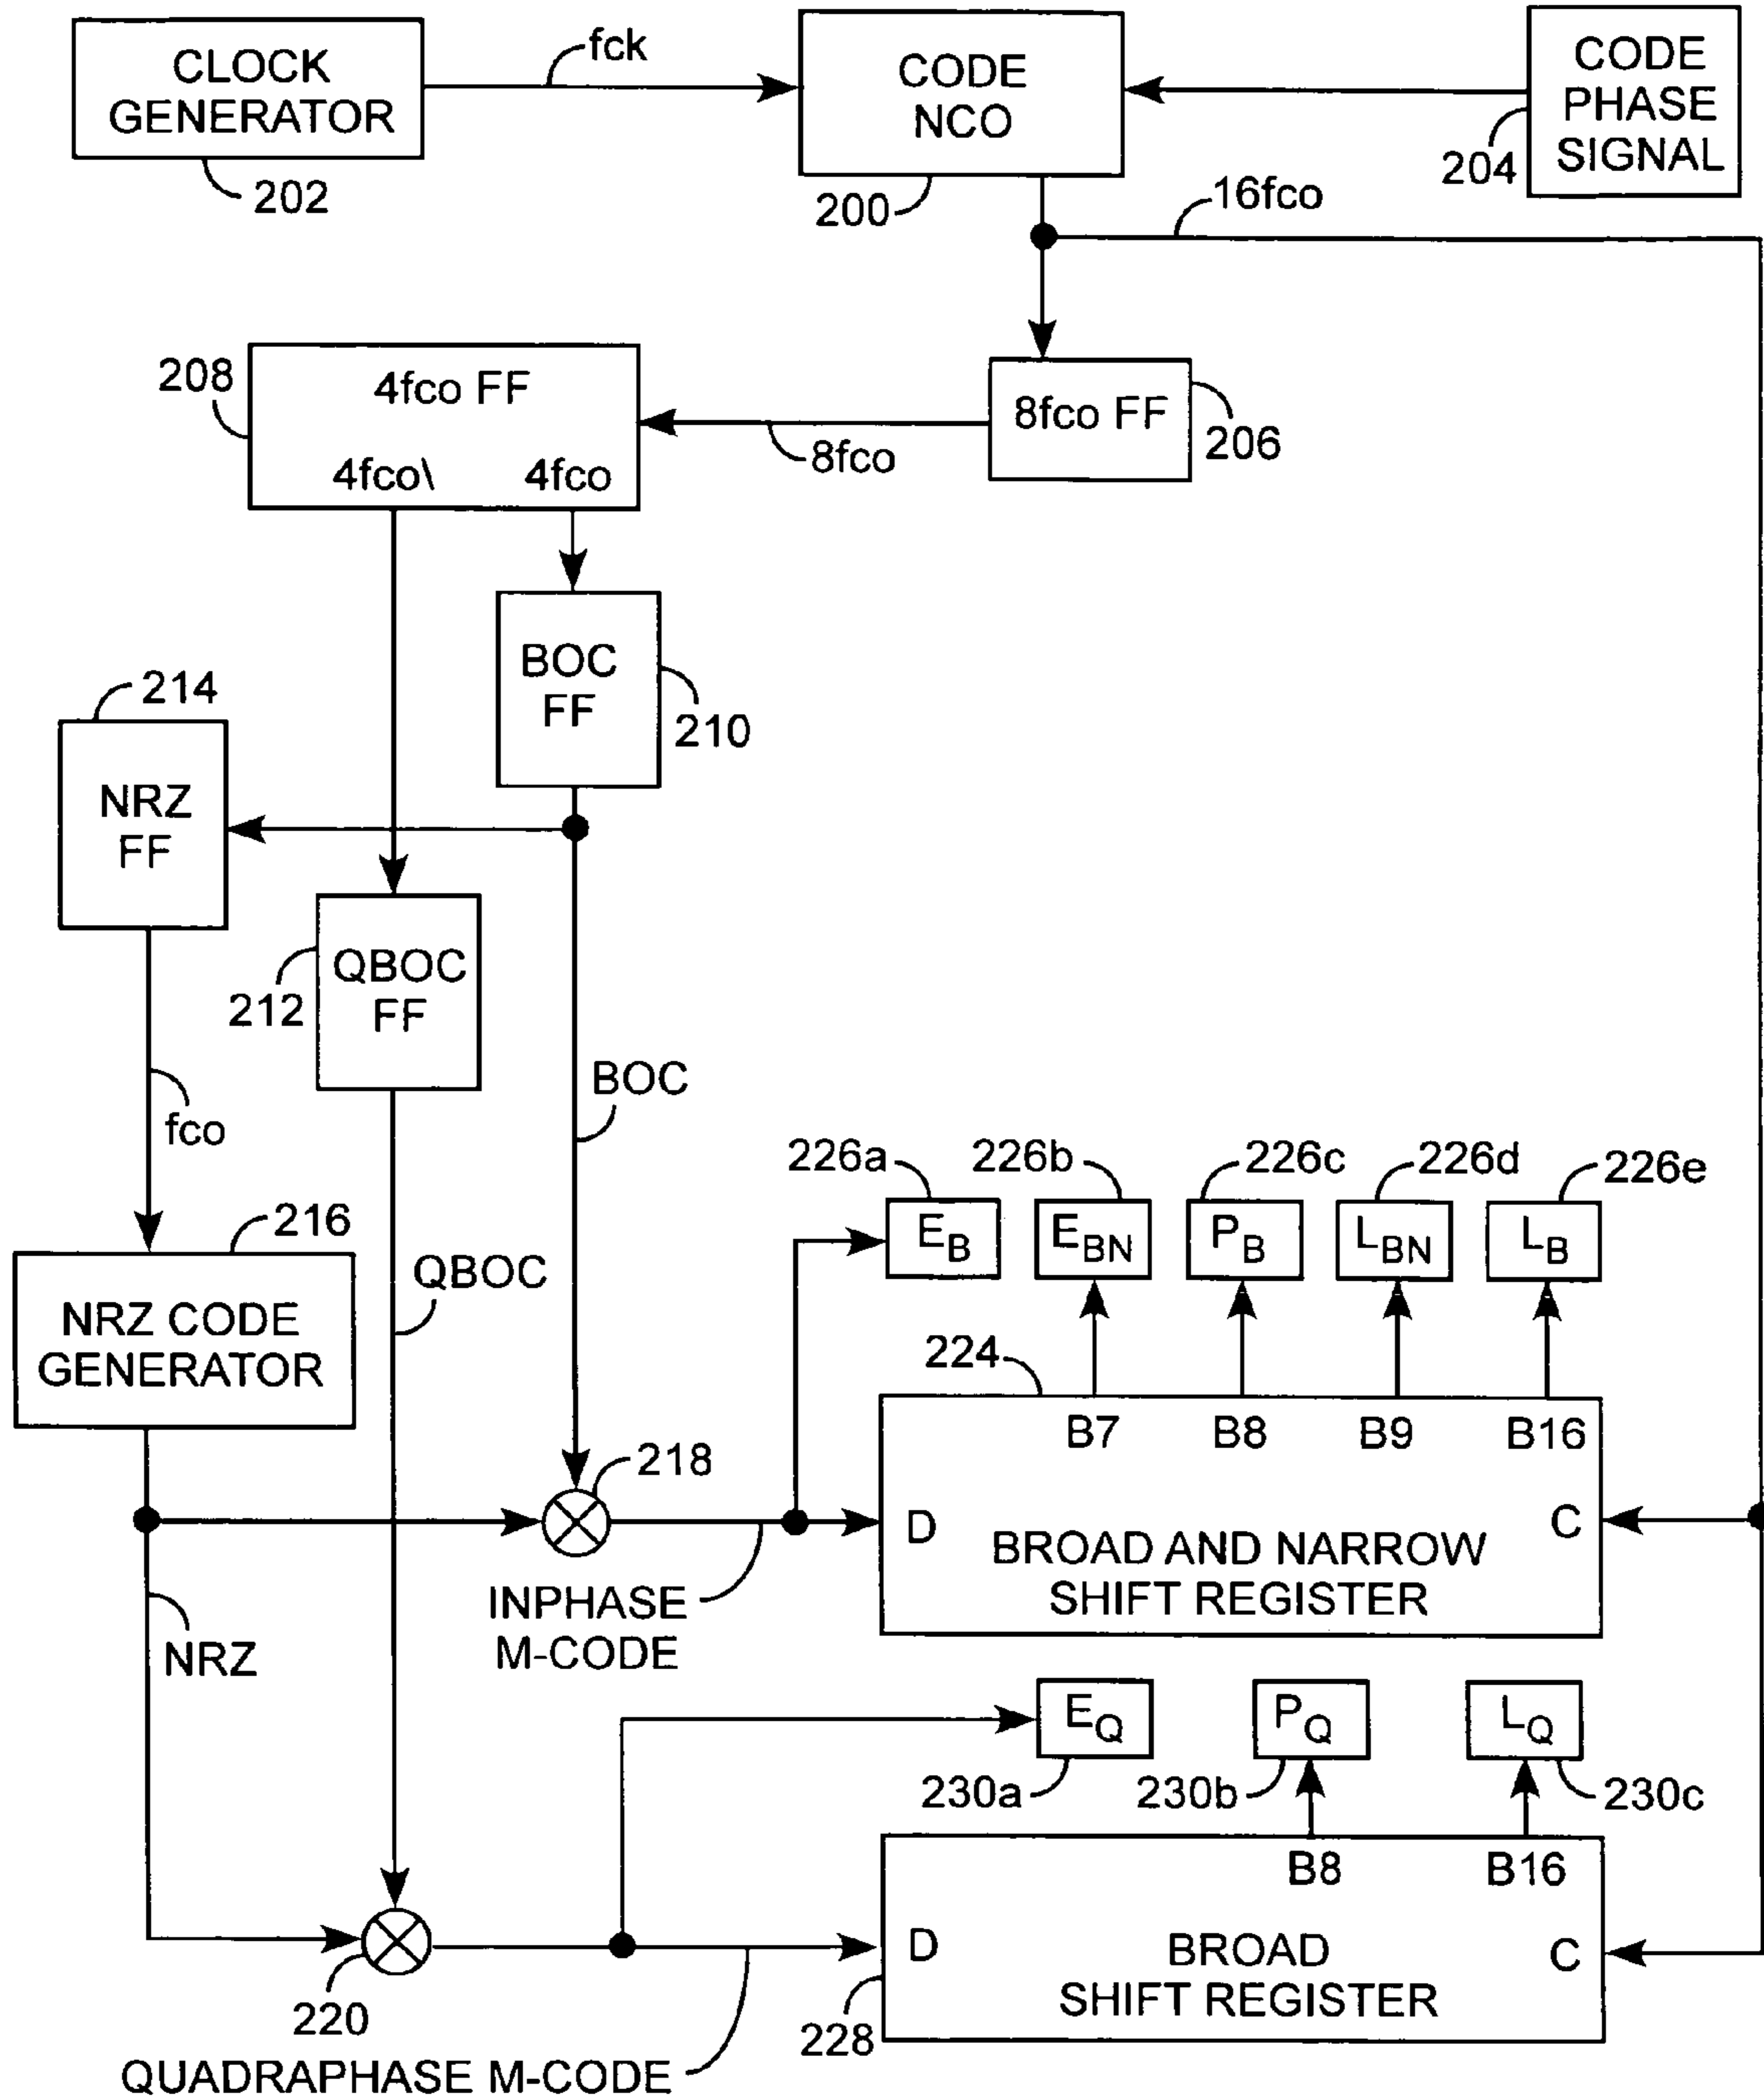 CLOCK
GENERATOR
202
fck
CODE
NCO
200
CODE
PHASE
SIGNAL
204
16fco
208
4fco FF
4fco\ 4fco
8fco
8fco FF
206
BOC
FF
210
214
NRZ
FF
212
QBOC
FF
fco
BOC
216
NRZ CODE
GENERATOR
QBOC
226a
226b
226c
226d
226e
EB
EBN
PB
LBN
LB
224
B7 B8 B9 B16
218
D
C
BROAD AND NARROW
SHIFT REGISTER
INPHASE
M-CODE
NRZ
EQ
PQ
LQ
230a
230b
230c
B8 B16
D
C
BROAD
SHIFT REGISTER
220
228
QUADRAPHASE M-CODE